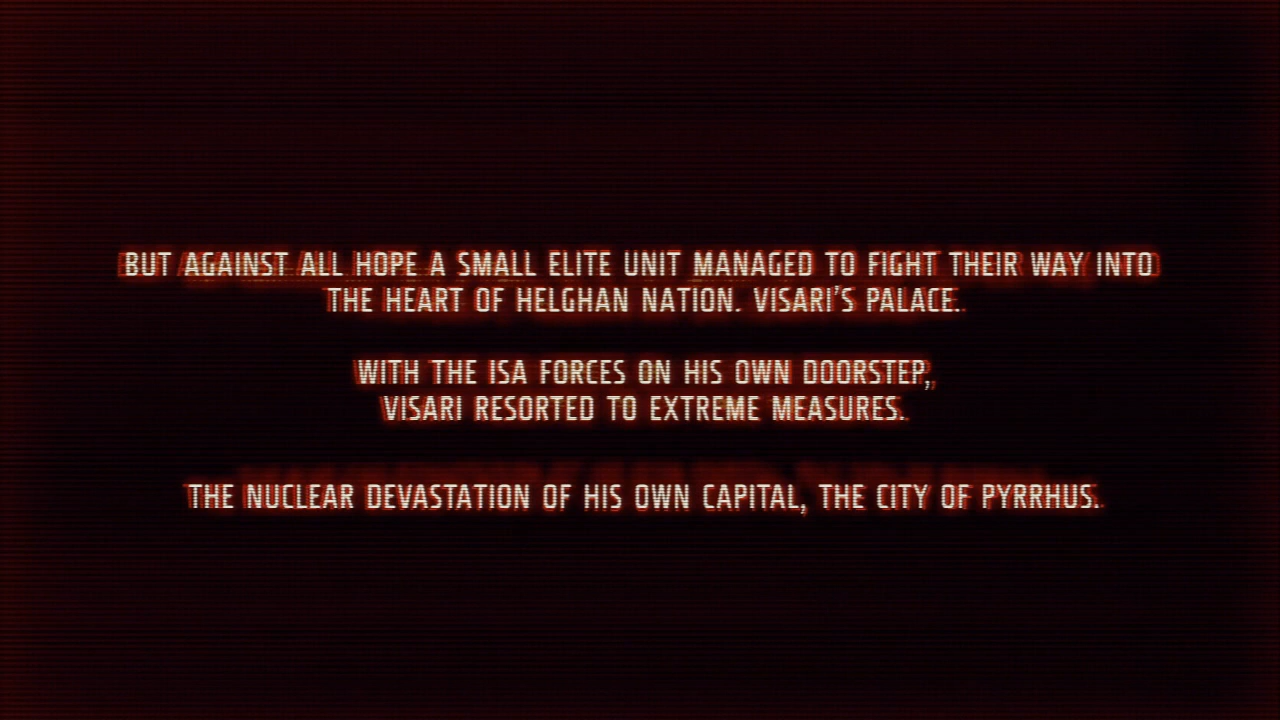 BUT AGAINST ALL HOPE A SMALL ELITE UNIT MANAGED TO FIGHT THEIR WAY INTO
THE HEART OF HELGHAN NATION. VISARI'S PALACE.
WITH THE ISA FORCES ON HIS OWN DOORSTEP,
VISARI RESORTED TO EXTREME MEASURES.
THE NUCLEAR DEVASTATION OF HIS OWN CAPITAL, THE CITY OF PYRRHUS.